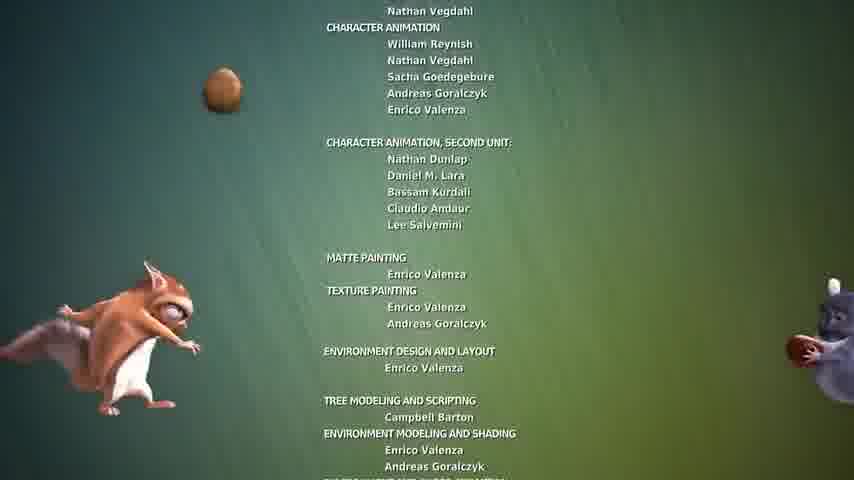 Nathan Vegdahl
CHARACTER ANIMATION
William Reynish
Nathan Vegdahl
Sacha Goedegebure
Andreas Goralczyk
Enrico Valenza
CHARACTER ANIMATION, SECOND UNIT:
Nathan Dunlap
Daniel M. Lara
Bassam Kurdali
Claudio Andaur
Lee Salvemini
MATTE PAINTING
Enrico Valenza
TEXTURE PAINTING
Enrico Valenza
Andreas Goralczyk
ENVIRONMENT DESIGN AND LAYOUT
Enrico Valenza
TREE MODELING AND SCRIPTING
Campbell Barton
ENVIRONMENT MODELING AND SHADING
Enrico Valenza
Andreas Goralczyk